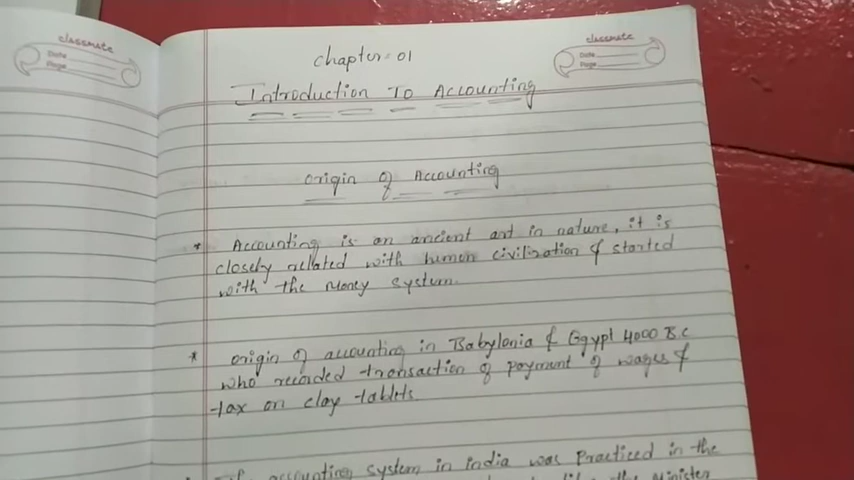 classmate
Date
Page
classmate
Date
Page
chapter-01
Introduction To Accounting
origin of Accounting
* Accounting is an ancient art in nature, it is
closely related with human civilization & started
with the money system.
* origin of accounting in Babylonia & Egypt 4000 B.C
who recorded transaction of payment of wages &
tax on clay tablets.
accounting system in india was Practiced in the
the Minister